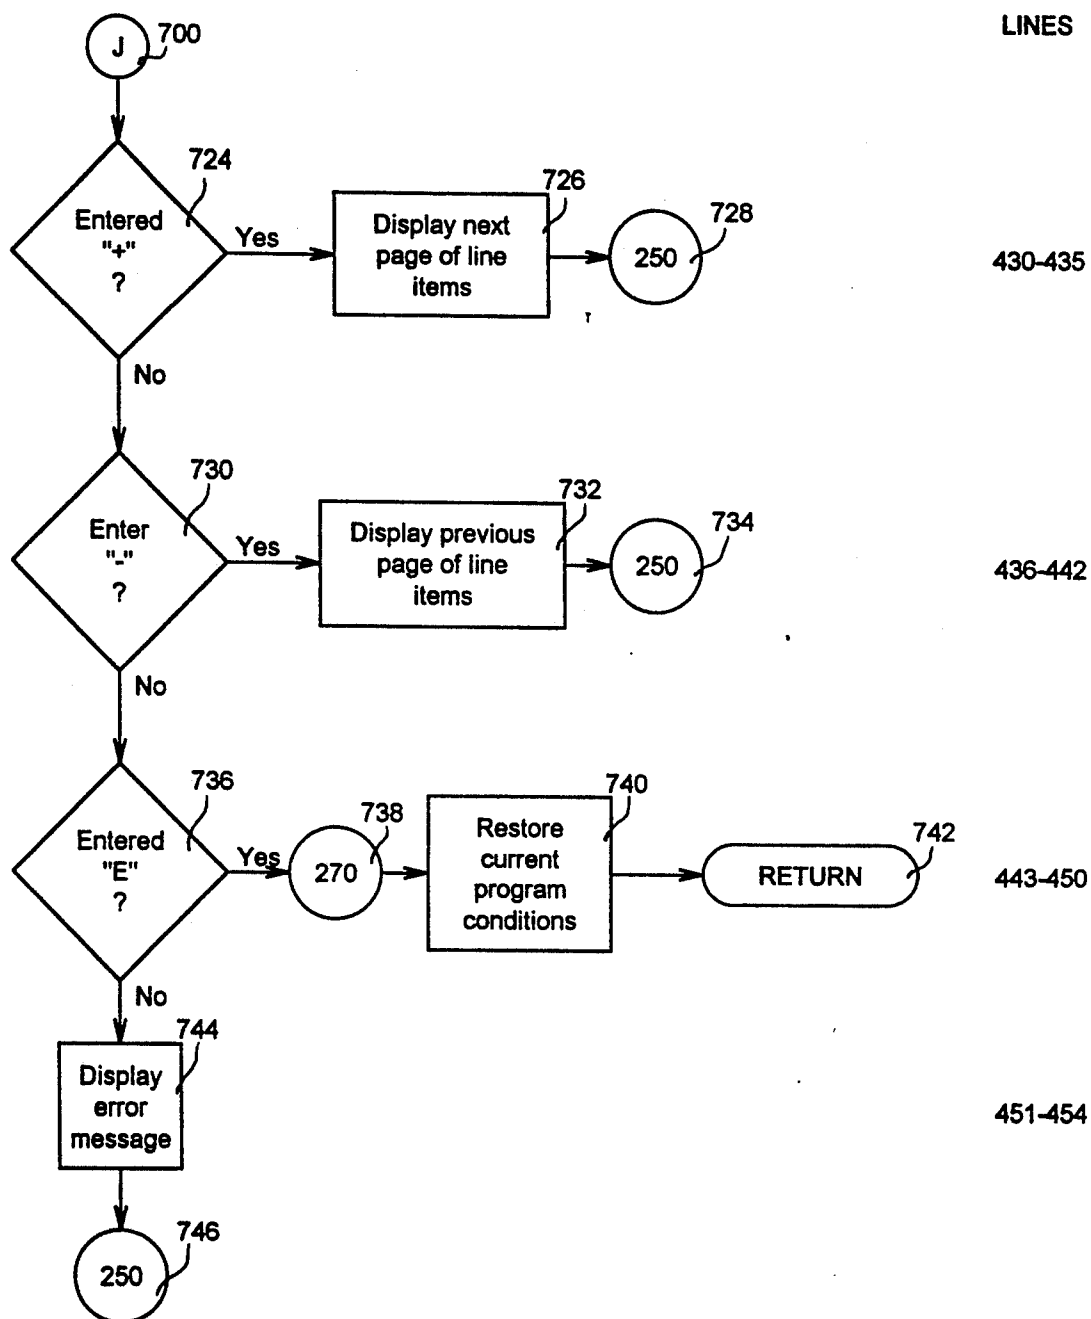 LINES
J
700
724
Entered
"+"
?
Yes
726
Display next
page of line
items
728
250
430-435
No
730
Enter
"-"
?
Yes
732
Display previous
page of line
items
734
250
436-442
No
736
Entered
"E"
?
Yes
738
270
740
Restore
current
program
conditions
742
RETURN
443-450
No
744
Display
error
message
451-454
746
250